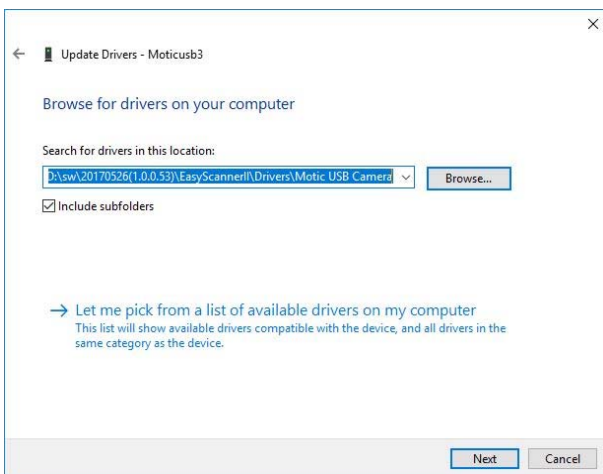 Update Drivers - Moticusb3
Browse for drivers on your computer
Search for drivers in this location:
D:\sw\20170526(1.0.0.53)\EasyScannerII\Drivers\Motic USB Camera
Browse...
Include subfolders
Let me pick from a list of available drivers on my computer
This list will show available drivers compatible with the device, and all drivers in the
same category as the device.
Next
Cancel